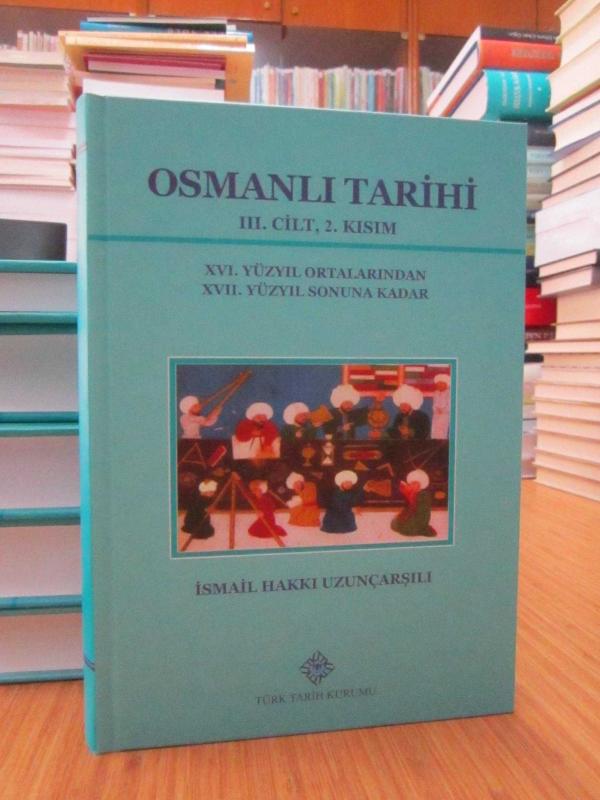 OSMANLI TARİHİ
III. CİLT, 2. KISIM
XVI. YÜZYIL ORTALARINDAN
XVII. YÜZYIL SONUNA KADAR
İSMAİL HAKKI UZUNÇARŞILI
TÜRK TARİH KURUMU